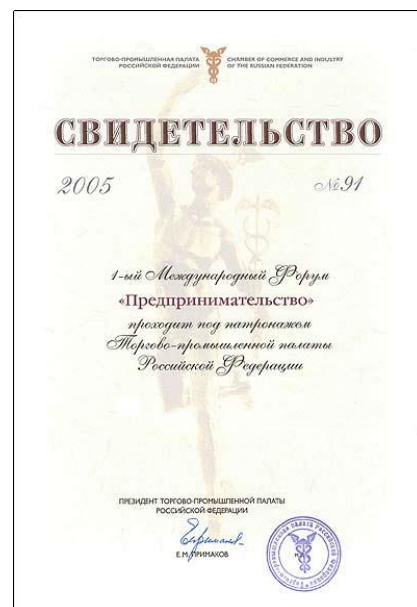 ТОРГОВО-ПРОМЫШЛЕННАЯ ПАЛАТА
РОССИЙСКОЙ ФЕДЕРАЦИИ
CHAMBER OF COMMERCE AND INDUSTRY
OF THE RUSSIAN FEDERATION
СВИДЕТЕЛЬСТВО
2005 №91
1-ый Международный Форум
«Предпринимательство»
проходит под патронажом
Торгово-промышленной палаты
Российской Федерации
ПРЕЗИДЕНТ ТОРГОВО-ПРОМЫШЛЕННОЙ ПАЛАТЫ
РОССИЙСКОЙ ФЕДЕРАЦИИ
Е.М. ПРИМАКОВ